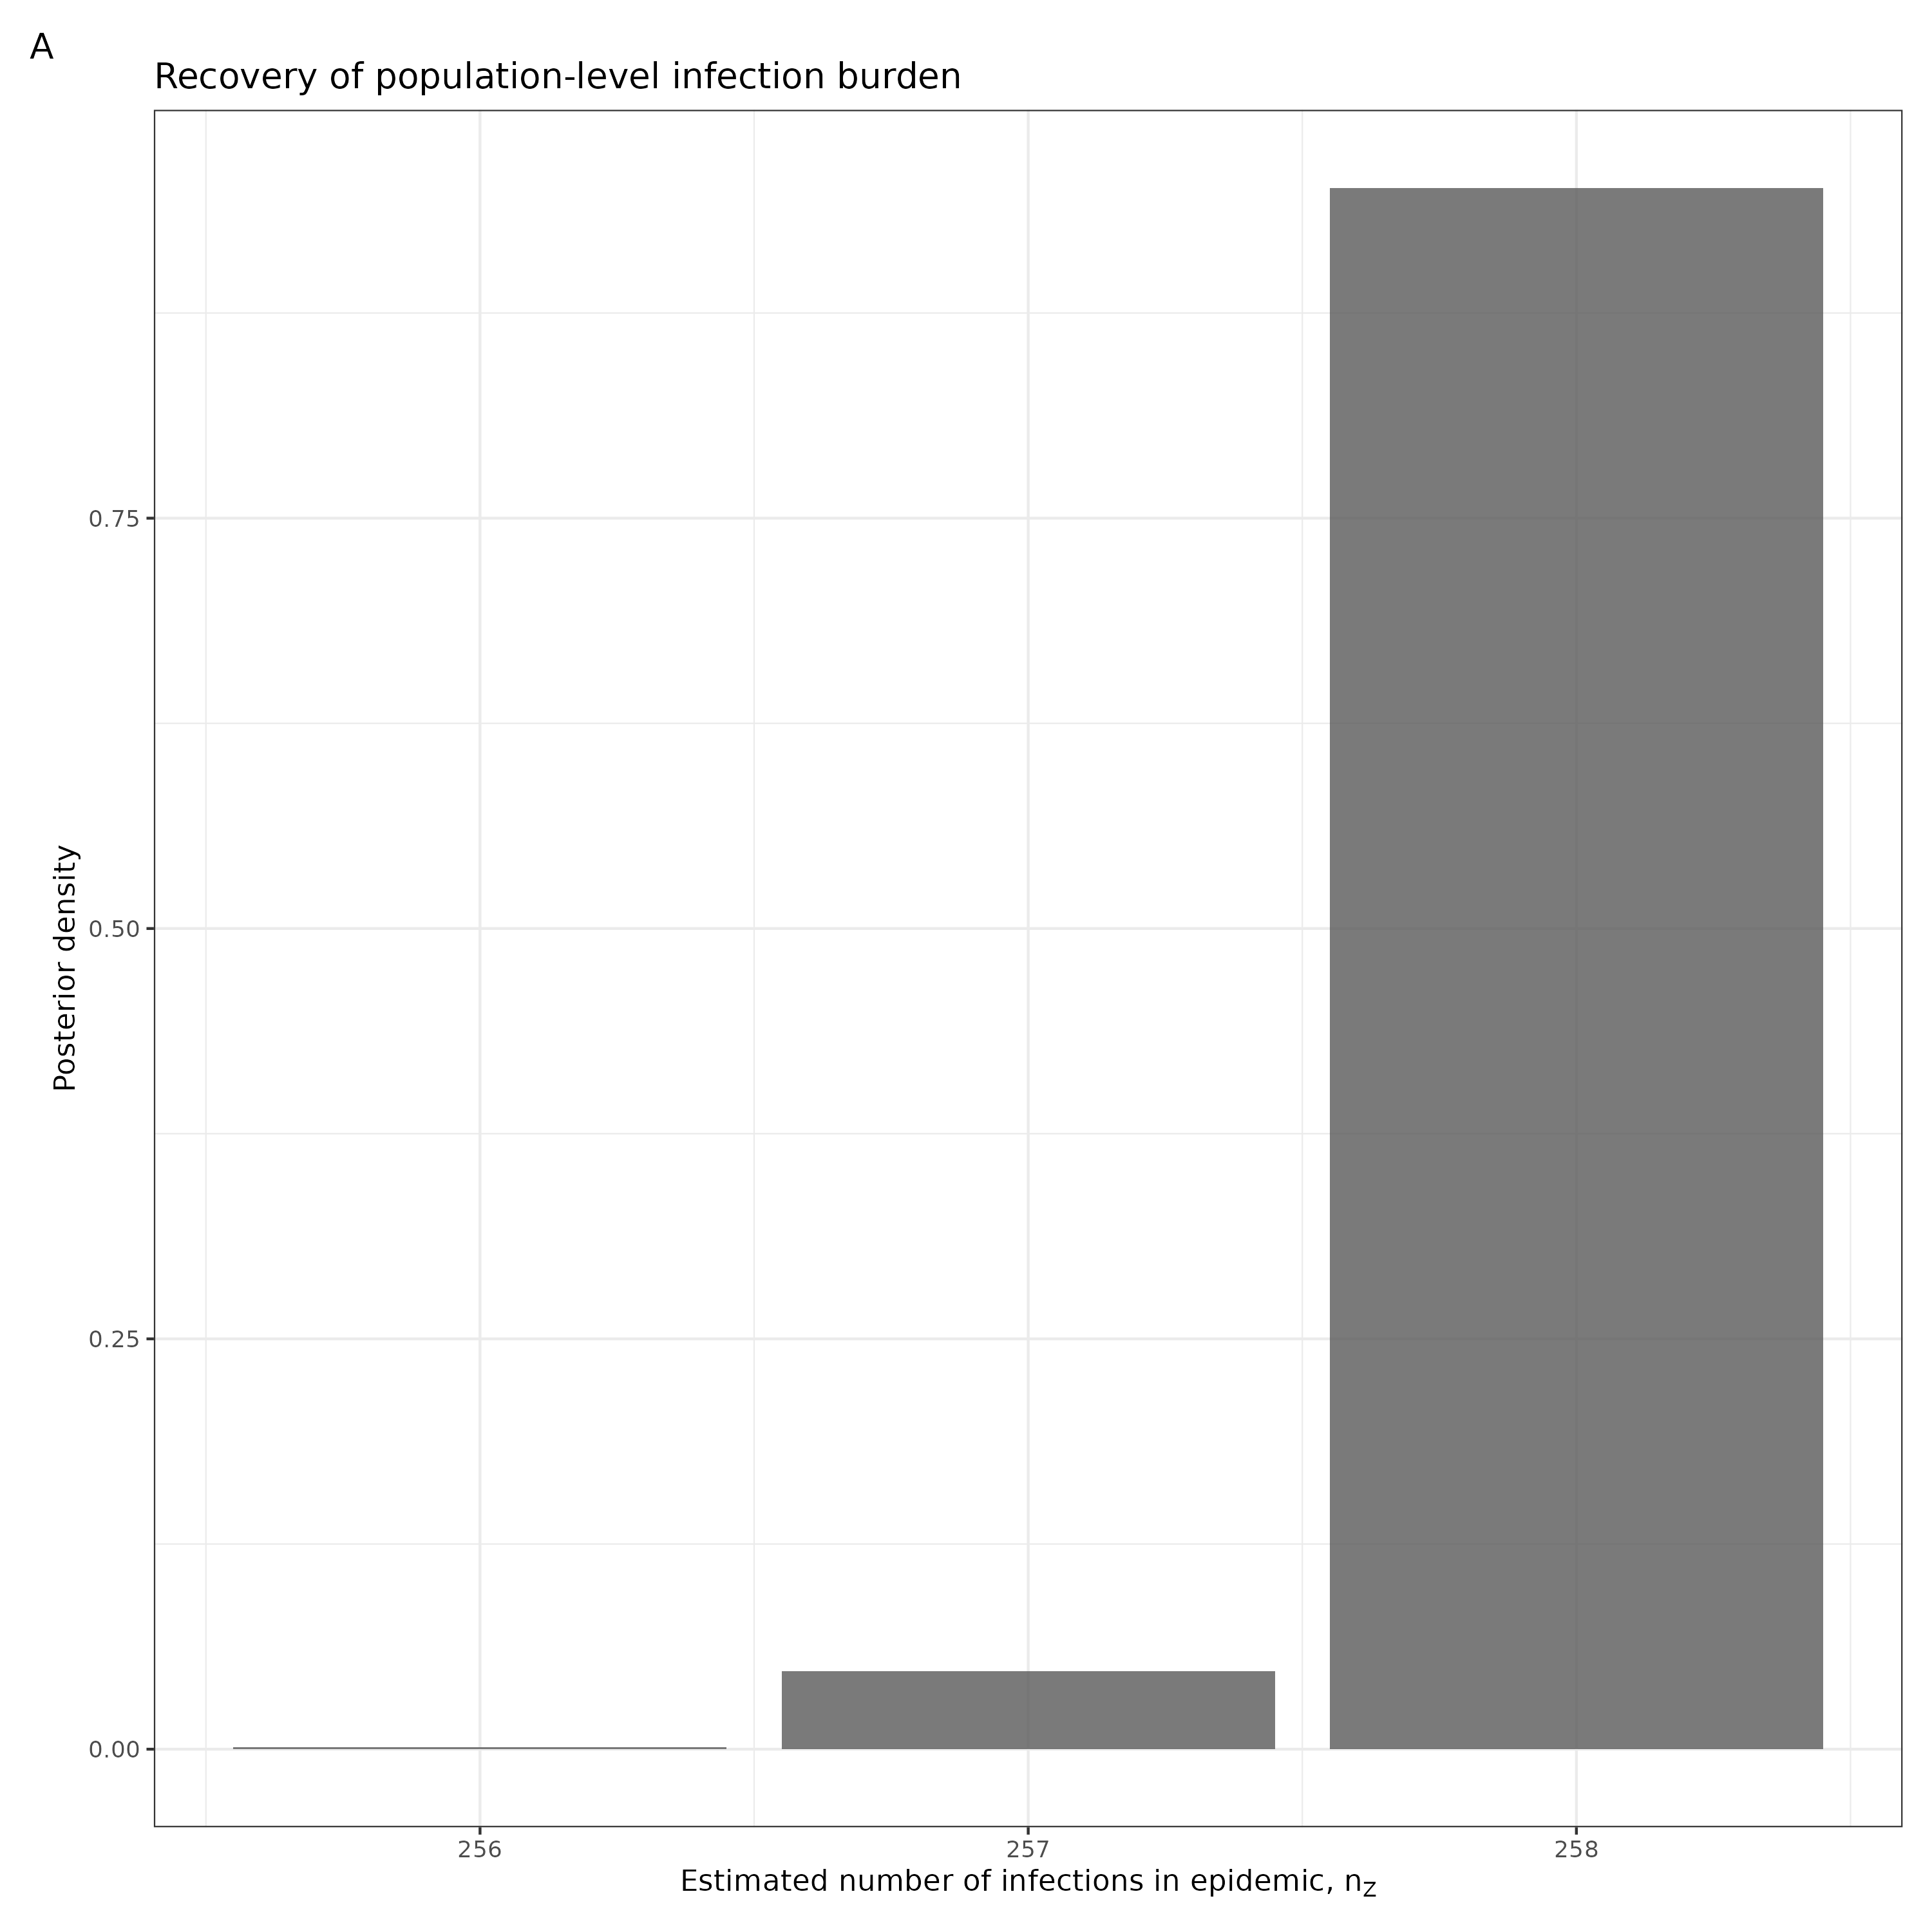 A
Recovery of population-level infection burden
Posterior density
0.75
0.50
0.25
0.00
256 257 258
Estimated number of infections in epidemic, nZ